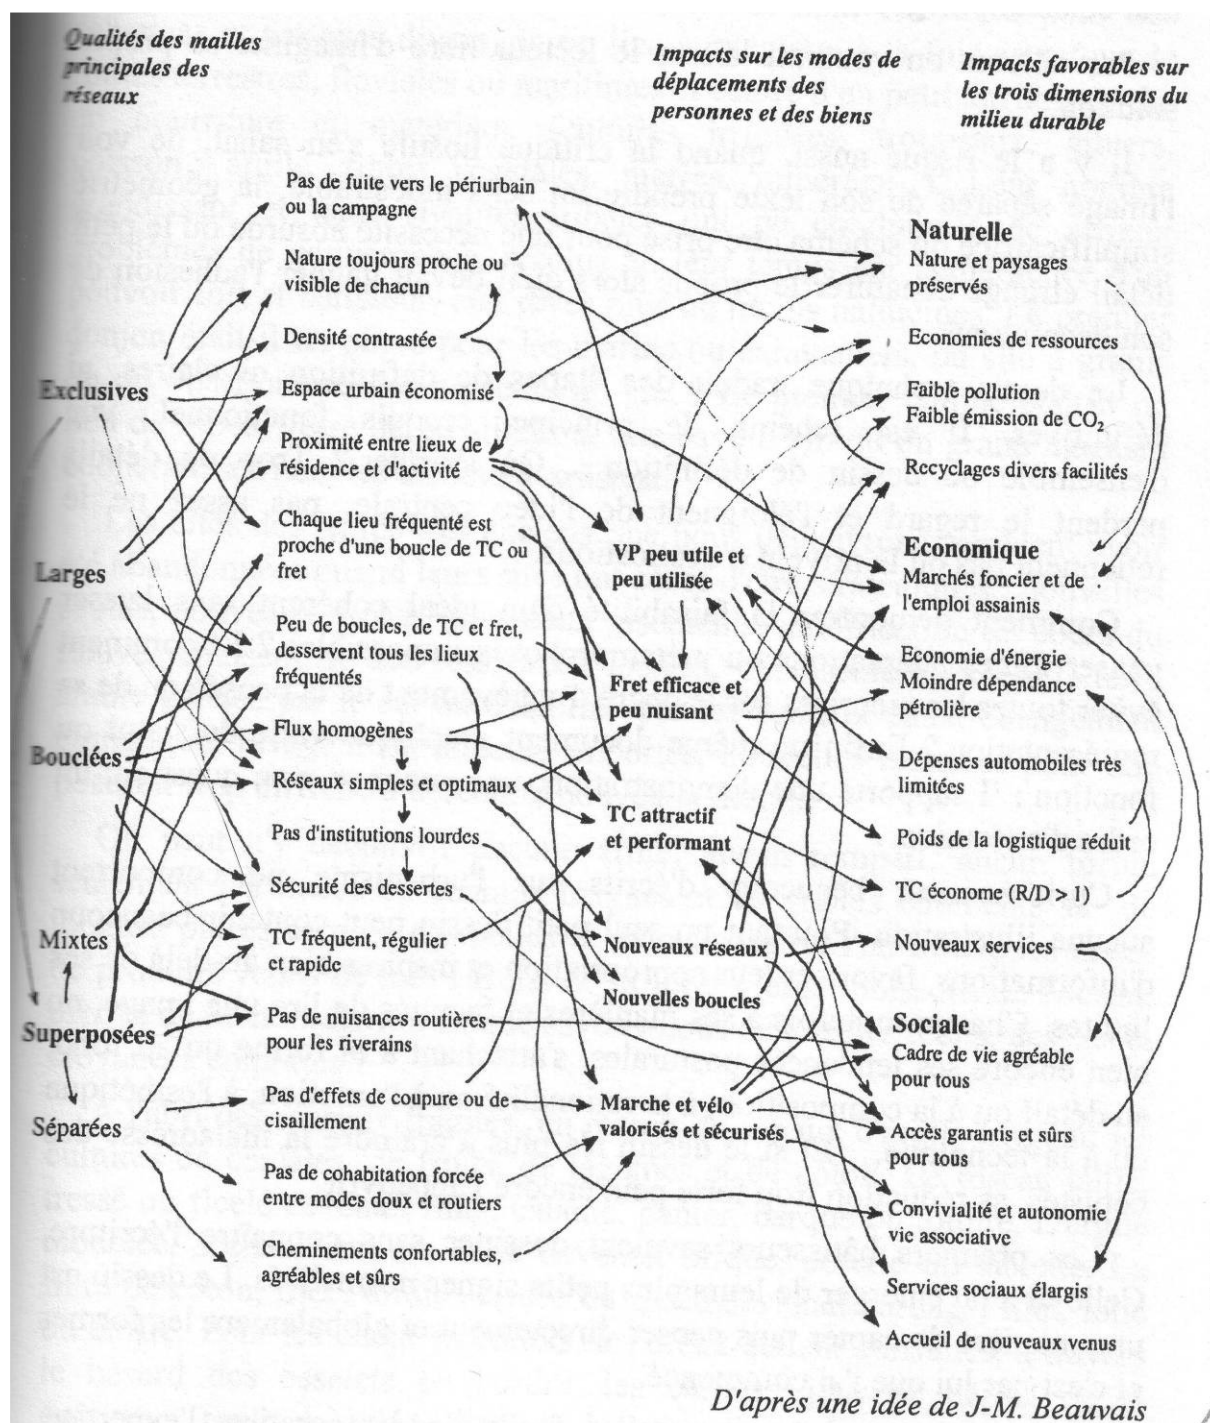 Qualités des mailles
principales des
réseaux
Impacts sur les modes de
déplacements des
personnes et des biens
Impacts favorables sur
les trois dimensions du
milieu durable
Exclusives
Larges
Bouclées
Mixtes
Superposées
Séparées
Pas de fuite vers le périurbain
ou la campagne
Nature toujours proche ou
visible de chacun
Densité contrastée
Espace urbain économisé
Proximité entre lieux de
résidence et d'activité
Chaque lieu fréquenté est
proche d'une boucle de TC ou
fret
Peu de boucles, de TC et fret,
desservent tous les lieux
fréquentés
Flux homogènes
Réseaux simples et optimaux
Pas d'institutions lourdes
Sécurité des dessertes
TC fréquent, régulier
et rapide
Pas de nuisances routières
pour les riverains
Pas d'effets de coupure ou de
cisaillement
Pas de cohabitation forcée
entre modes doux et routiers
Cheminements confortables,
agréables et sûrs
VP peu utile et
peu utilisée
Fret efficace et
peu nuisant
TC attractif
et performant
Nouveaux réseaux
Nouvelles boucles
Marche et vélo
valorisés et sécurisés
Naturelle
Nature et paysages
préservés
Economies de ressources
Faible pollution
Faible émission de CO₂
Recyclages divers facilités
Economique
Marchés foncier et de
l'emploi assainis
Economie d'énergie
Moindre dépendance
pétrolière
Dépenses automobiles très
limitées
Poids de la logistique réduit
TC économe (R/D > 1)
Nouveaux services
Sociale
Cadre de vie agréable
pour tous
Accès garantis et sûrs
pour tous
Convivialité et autonomie
vie associative
Services sociaux élargis
Accueil de nouveaux venus
D'après une idée de J-M. Beauvais